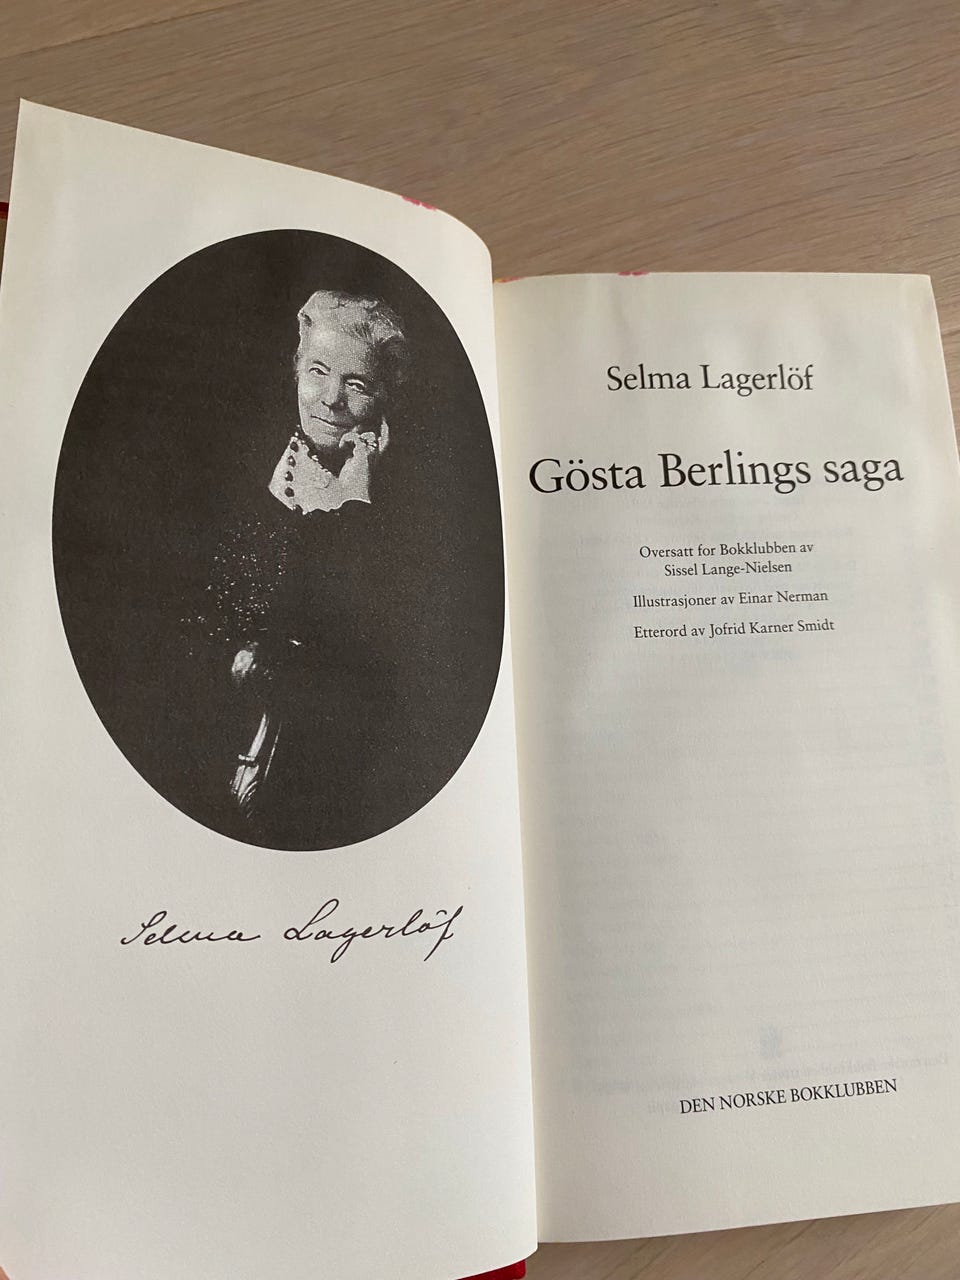 Selma Lagerlöf
Selma Lagerlöf
Gösta Berlings saga
Oversatt for Bokklubben av
Sissel Lange-Nielsen
Illustrasjoner av Einar Nerman
Etterord av Jofrid Karner Smidt
DEN NORSKE BOKKLUBBEN